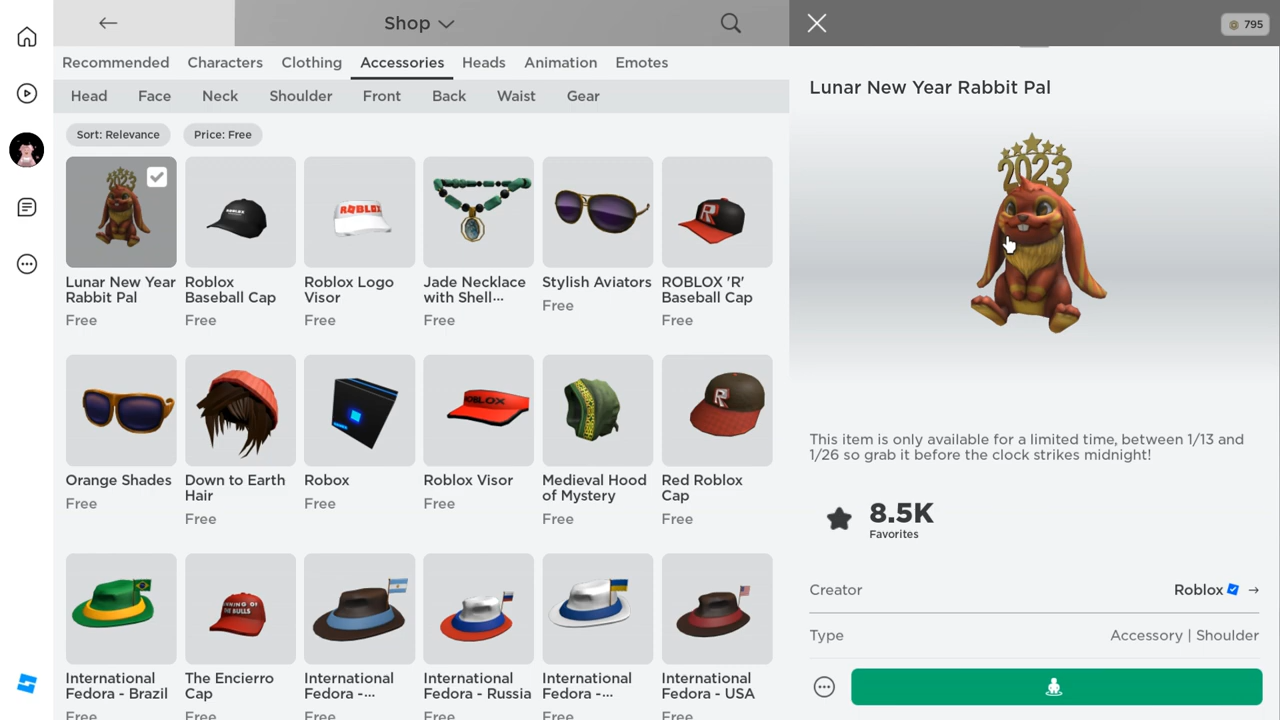 Shop
795
Recommended Characters Clothing Accessories Heads Animation Emotes
Head Face Neck Shoulder Front Back Waist Gear
Sort: Relevance Price: Free
Lunar New Year
Rabbit Pal
Free
Roblox
Baseball Cap
Free
Roblox Logo
Visor
Free
Jade Necklace
with Shell...
Free
Stylish Aviators
Free
ROBLOX 'R'
Baseball Cap
Free
Orange Shades
Free
Down to Earth
Hair
Free
Robox
Free
Roblox Visor
Free
Medieval Hood
of Mystery
Free
Red Roblox
Cap
Free
International
Fedora - Brazil
Free
The Encierro
Cap
Free
International
Fedora -...
Free
International
Fedora - Russia
Free
International
Fedora -...
Free
International
Fedora - USA
Free
Lunar New Year Rabbit Pal
2023
This item is only available for a limited time, between 1/13 and
1/26 so grab it before the clock strikes midnight!
8.5K
Favorites
Creator Roblox
Type Accessory | Shoulder